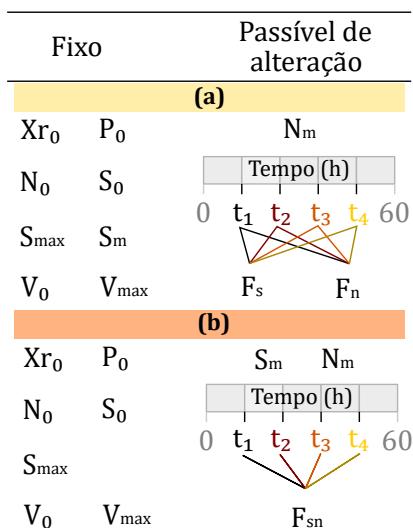 Fixo Passível de alteração
(a)
Xr₀ P₀ Nm
Tempo (h)
N₀ S₀
0 t₁ t₂ t₃ t₄ 60
Smax Sm
V₀ Vmax Fs Fn
(b)
Xr₀ P₀ Sm Nm
Tempo (h)
N₀ S₀
0 t₁ t₂ t₃ t₄ 60
Smax
V₀ Vmax Fsn